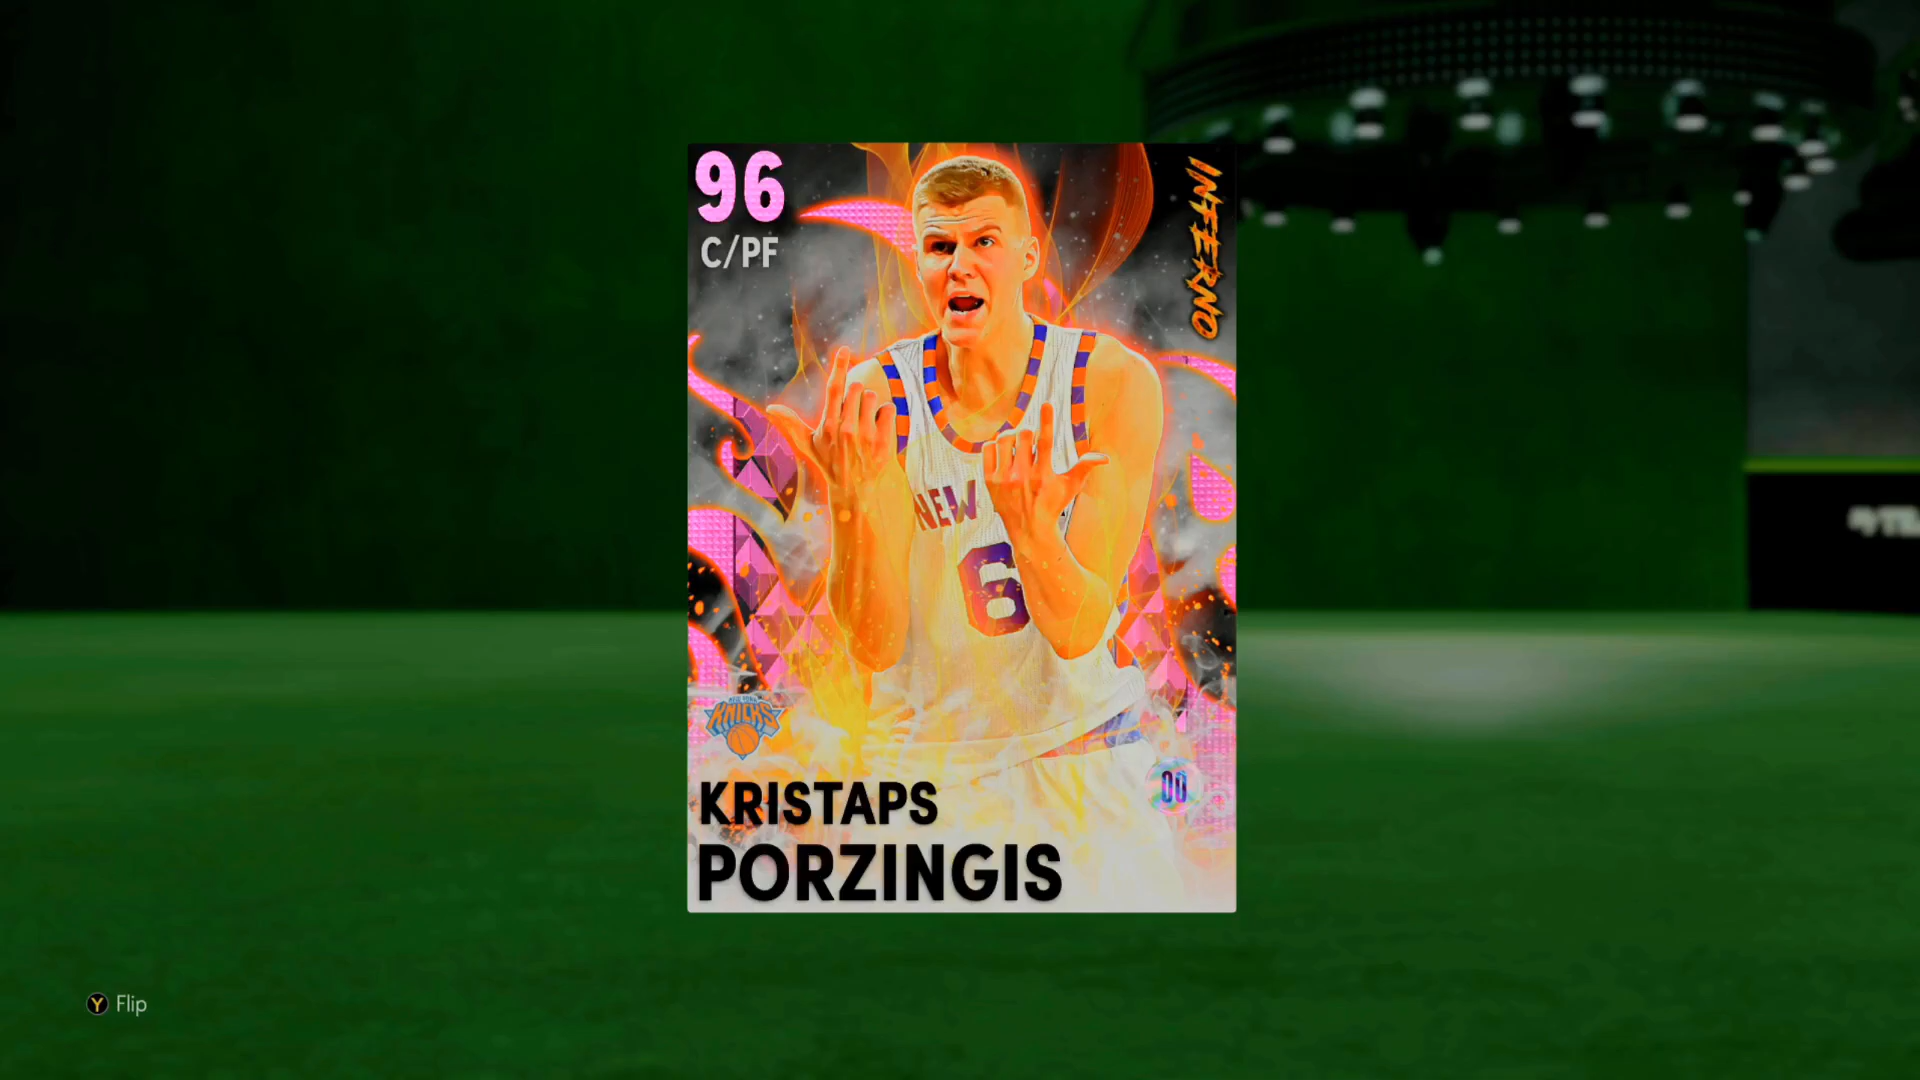 96
C/PF
INFERNO
NEW
6
KNICKS
00
KRISTAPS
PORZINGIS
Y Flip